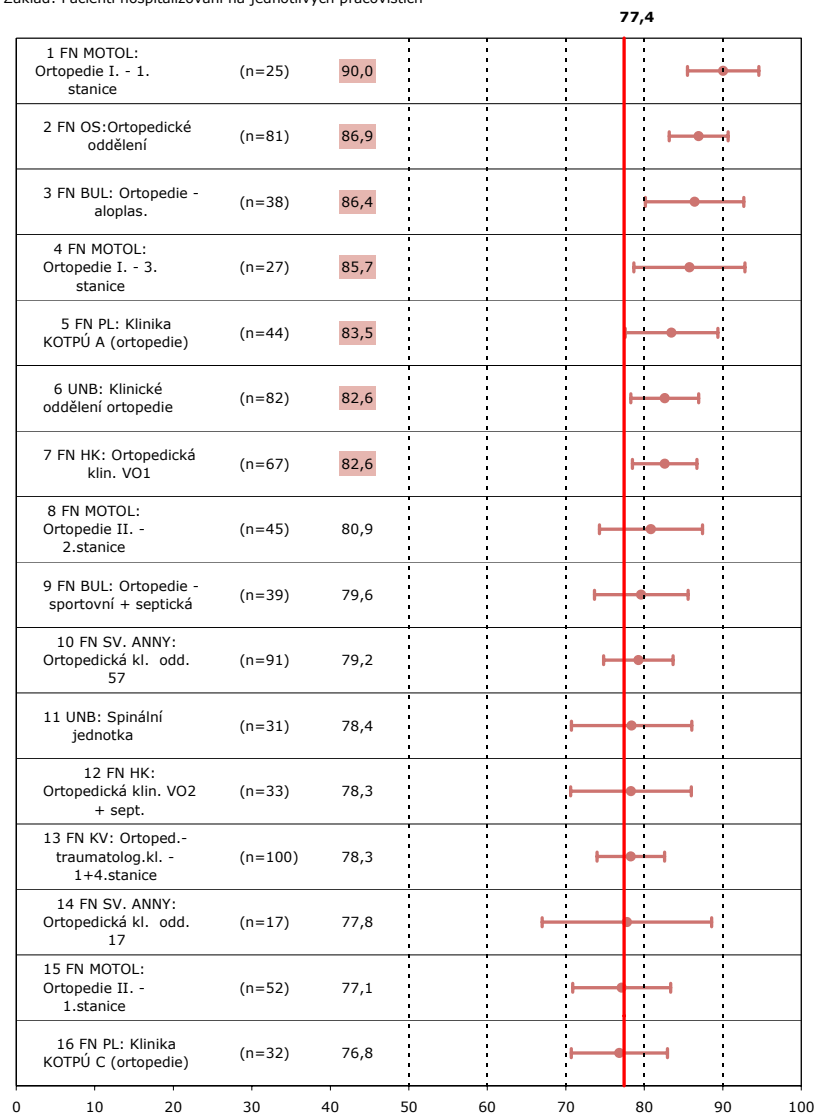 Základ: Pacienti hospitalizovaní na jednotlivých pracovištích
77,4
1 FN MOTOL:
Ortopedie I. - 1.
stanice
(n=25)
90,0
2 FN OS:Ortopedické
oddělení
(n=81)
86,9
3 FN BUL: Ortopedie -
aloplas.
(n=38)
86,4
4 FN MOTOL:
Ortopedie I. - 3.
stanice
(n=27)
85,7
5 FN PL: Klinika
KOTPÚ A (ortopedie)
(n=44)
83,5
6 UNB: Klinické
oddělení ortopedie
(n=82)
82,6
7 FN HK: Ortopedická
klin. VO1
(n=67)
82,6
8 FN MOTOL:
Ortopedie II. -
2.stanice
(n=45)
80,9
9 FN BUL: Ortopedie -
sportovní + septická
(n=39)
79,6
10 FN SV. ANNY:
Ortopedická kl. odd.
57
(n=91)
79,2
11 UNB: Spinální
jednotka
(n=31)
78,4
12 FN HK:
Ortopedická klin. VO2
+ sept.
(n=33)
78,3
13 FN KV: Ortoped.-
traumatolog.kl. -
1+4.stanice
(n=100)
78,3
14 FN SV. ANNY:
Ortopedická kl. odd.
17
(n=17)
77,8
15 FN MOTOL:
Ortopedie II. -
1.stanice
(n=52)
77,1
16 FN PL: Klinika
KOTPÚ C (ortopedie)
(n=32)
76,8
0 10 20 30 40 50 60 70 80 90 100